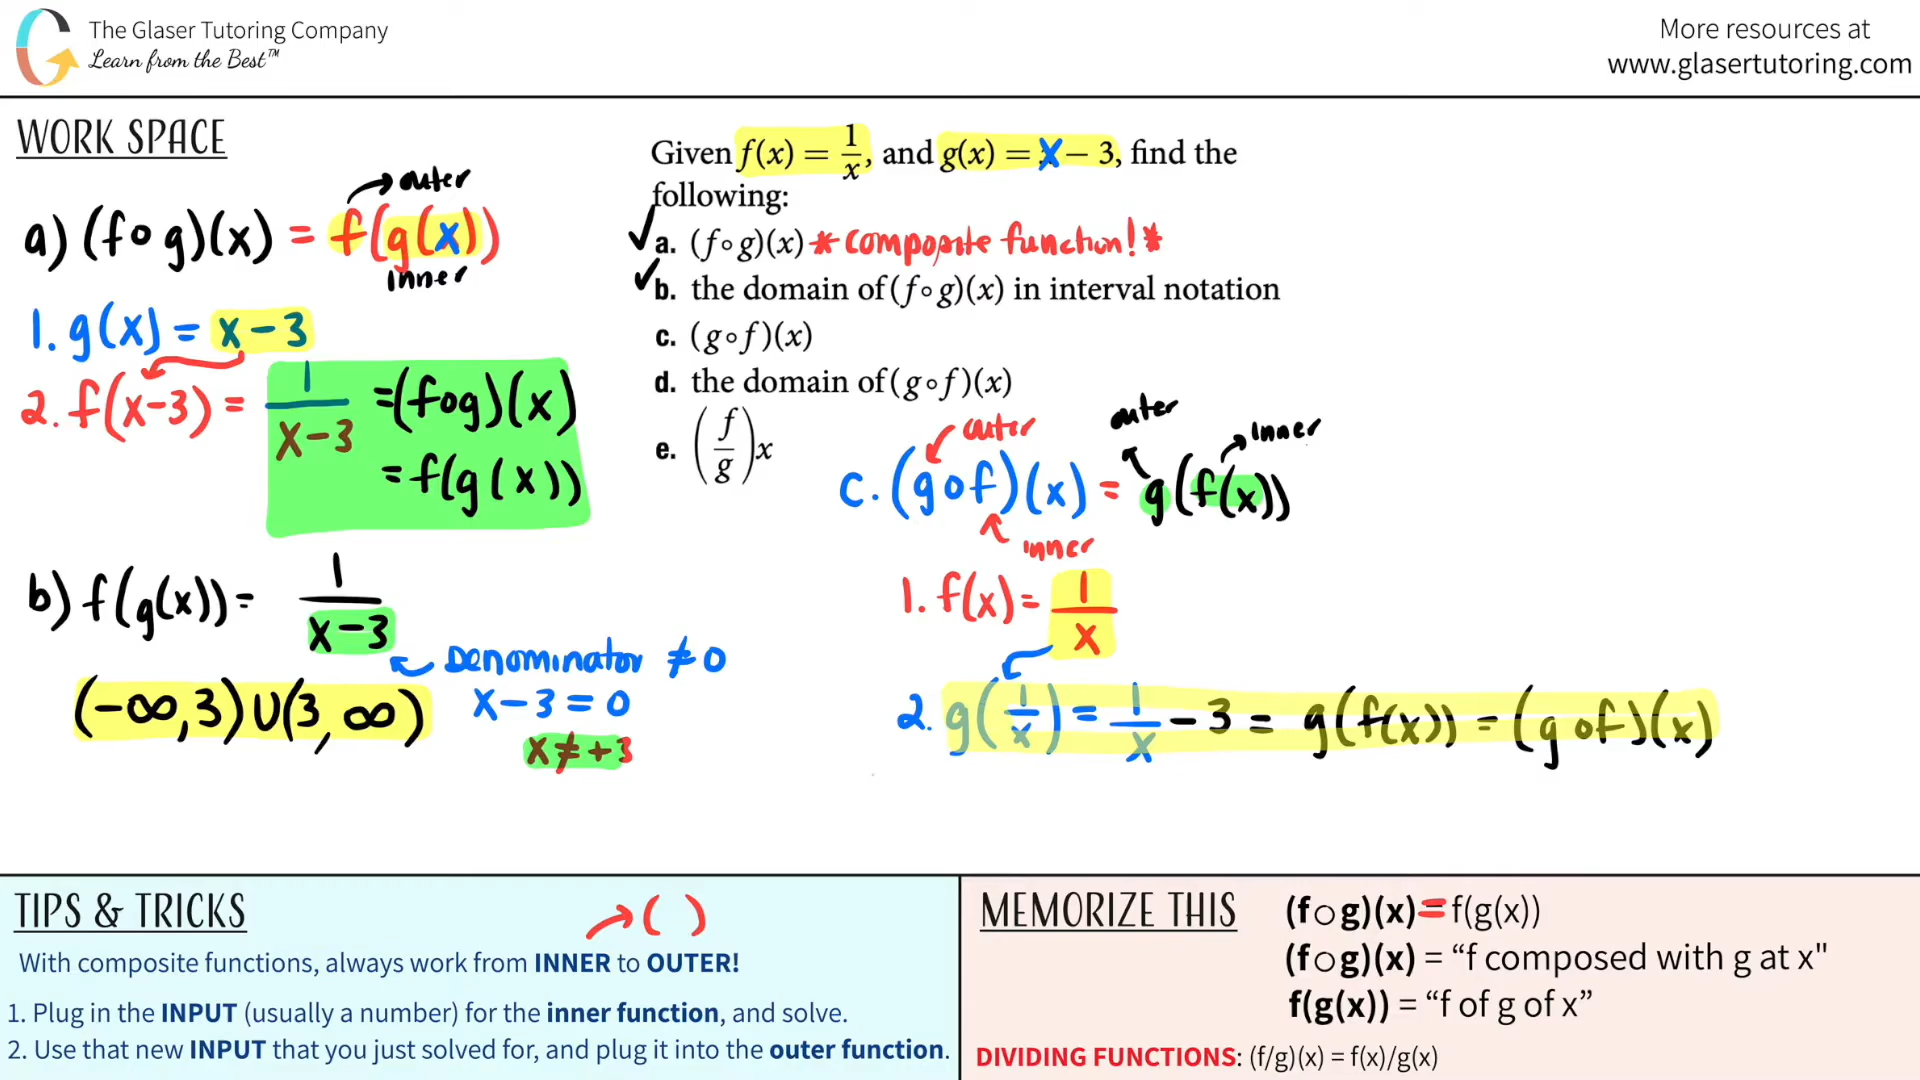 The Glaser Tutoring Company
Learn from the Best™
More resources at
www.glasertutoring.com
WORK SPACE
Given f(x) = 1/x, and g(x) = x − 3, find the
following:
a. (f∘g)(x) *composite function!*
b. the domain of (f∘g)(x) in interval notation
c. (g∘f)(x)
d. the domain of (g∘f)(x)
e. (f/g)x
a) (f∘g)(x) = f(g(x))
outer
inner
1. g(x) = x−3
2. f(x−3) = 1/(x−3) = (fog)(x)
= f(g(x))
b) f(g(x)) = 1/(x−3)
Denominator ≠ 0
x−3 = 0
x ≠ +3
(−∞,3)∪(3,∞)
outer
c. (gof)(x) = g(f(x))
inner
outer
inner
1. f(x) = 1/x
2. g(1/x) = 1/x − 3 = g(f(x)) = (gof)(x)
TIPS & TRICKS
( )
With composite functions, always work from INNER to OUTER!
1. Plug in the INPUT (usually a number) for the inner function, and solve.
2. Use that new INPUT that you just solved for, and plug it into the outer function.
MEMORIZE THIS
(f○g)(x) = f(g(x))
(f○g)(x) = “f composed with g at x"
f(g(x)) = “f of g of x”
DIVIDING FUNCTIONS: (f/g)(x) = f(x)/g(x)